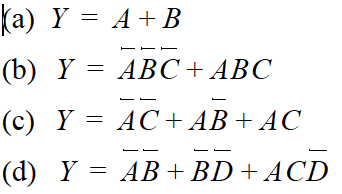 (a) Y = A + B
(b) Y = A̅B̅C̅ + ABC
(c) Y = A̅C̅ + AB̅ + AC
(d) Y = A̅B̅ + B̅D̅ + ACD̅